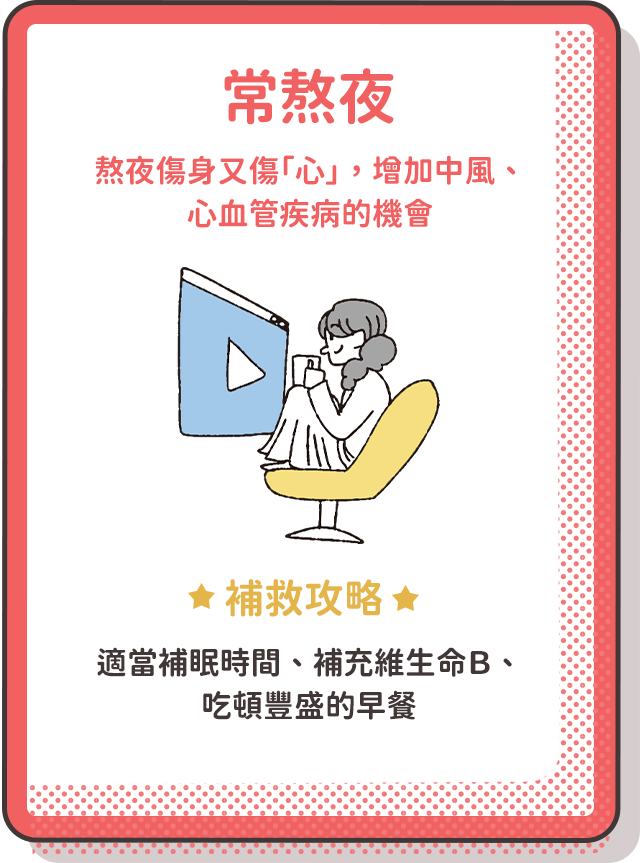 常熬夜
熬夜傷身又傷「心」，增加中風、
心血管疾病的機會
補救攻略
適當補眠時間、補充維生命B、
吃頓豐盛的早餐